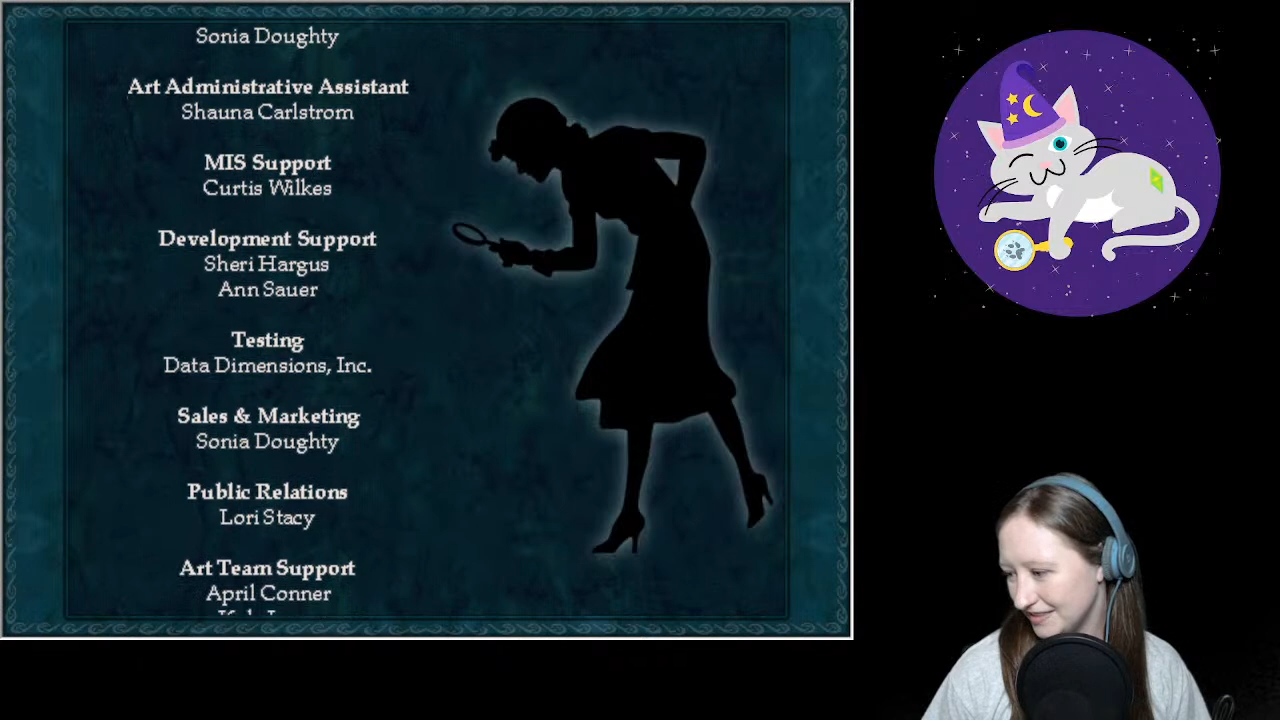 Sonia Doughty
Art Administrative Assistant
Shauna Carlstrom
MIS Support
Curtis Wilkes
Development Support
Sheri Hargus
Ann Sauer
Testing
Data Dimensions, Inc.
Sales & Marketing
Sonia Doughty
Public Relations
Lori Stacy
Art Team Support
April Conner